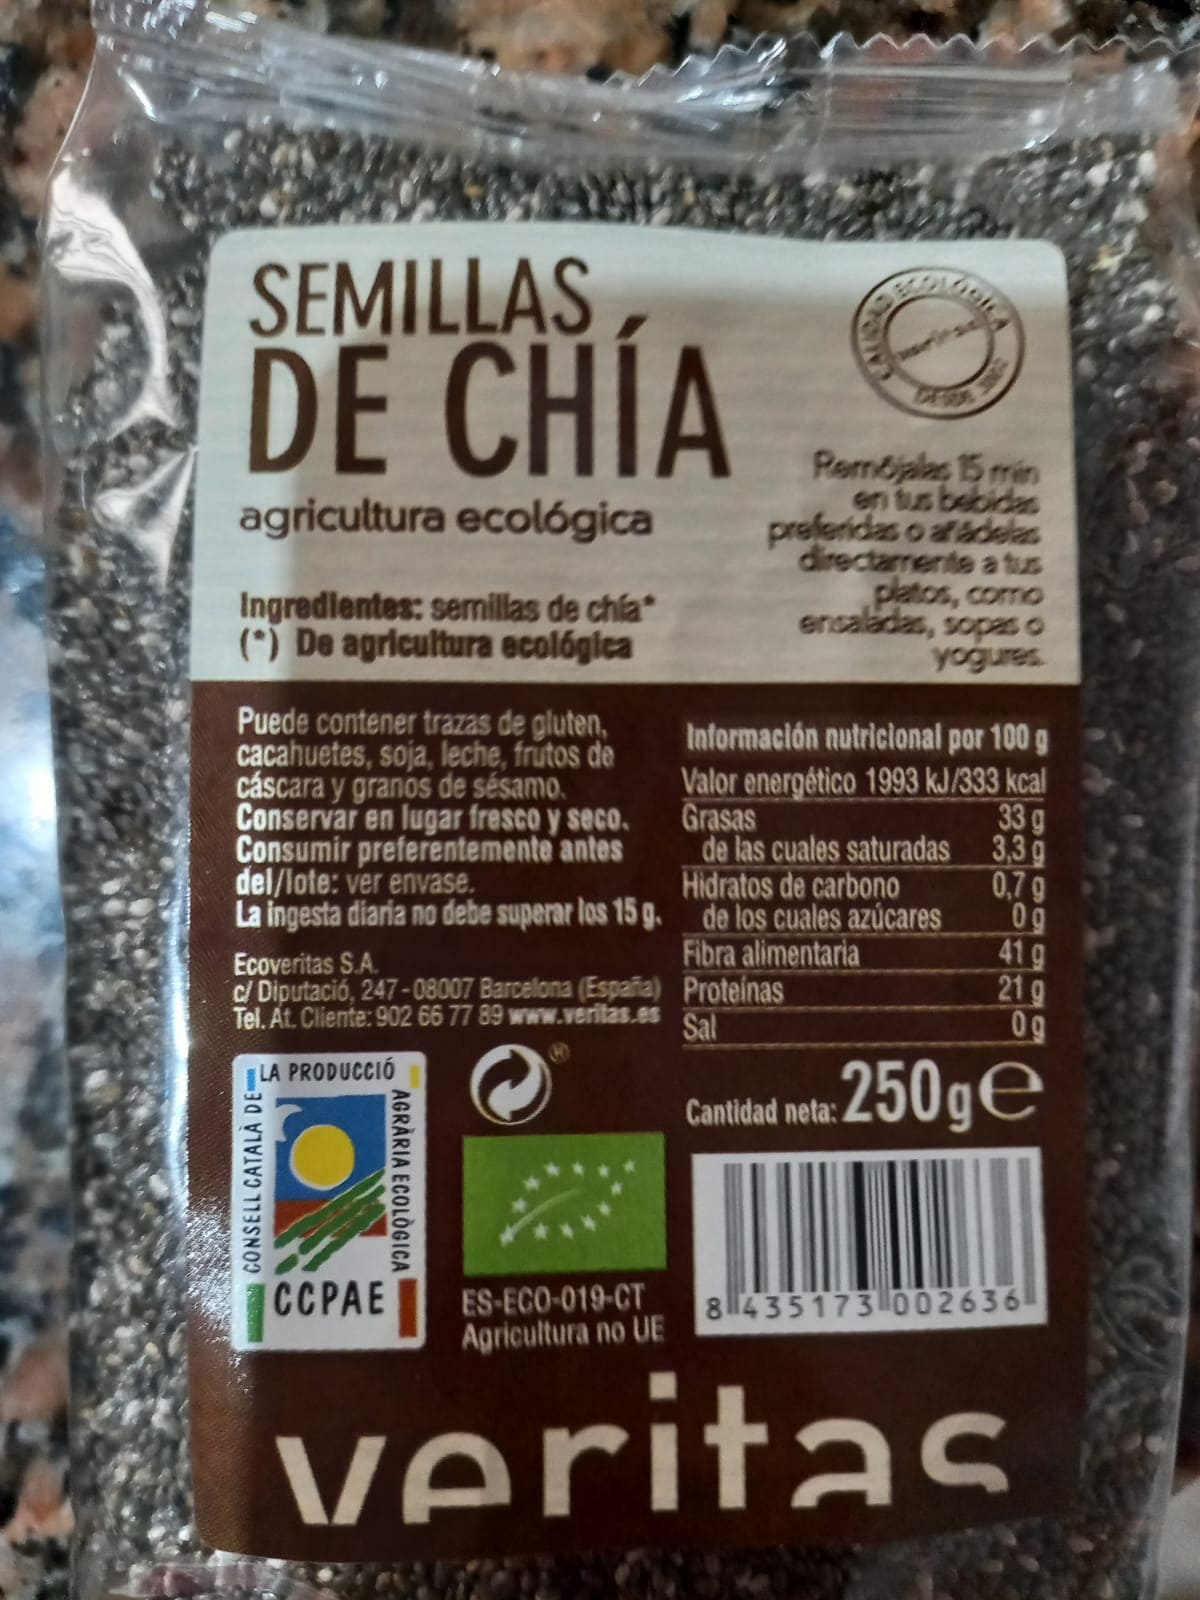 SEMILLAS
DE CHÍA
agricultura ecológica
Ingredientes: semillas de chía*
(*) De agricultura ecológica
CALIDAD ECOLÓGICA
DESDE
Remójalas 15 min
en tus bebidas
preferidas o añádelas
directamente a tus
platos, como
ensaladas, sopas o
yogures.
Puede contener trazas de gluten,
cacahuetes, soja, leche, frutos de
cáscara y granos de sésamo.
Conservar en lugar fresco y seco.
Consumir preferentemente antes
del/lote: ver envase.
La ingesta diaria no debe superar los 15 g.
Ecoveritas S.A.
c/ Diputació, 247 - 08007 Barcelona (España)
Tel. At. Cliente: 902 66 77 89 www.veritas.es
Información nutricional por 100 g
Valor energético 1993 kJ/333 kcal
Grasas 33 g
de las cuales saturadas 3,3 g
Hidratos de carbono 0,7 g
de los cuales azúcares 0 g
Fibra alimentaria 41 g
Proteínas 21 g
Sal 0 g
Cantidad neta: 250g e
CONSELL CATALÀ DE LA PRODUCCIÓ AGRÀRIA ECOLÒGICA
CCPAE
®
ES-ECO-019-CT
Agricultura no UE
8 435173 002636
veritas